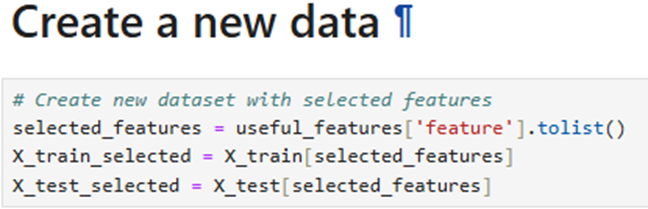 Create a new data ¶
# Create new dataset with selected features
selected_features = useful_features['feature'].tolist()
X_train_selected = X_train[selected_features]
X_test_selected = X_test[selected_features]